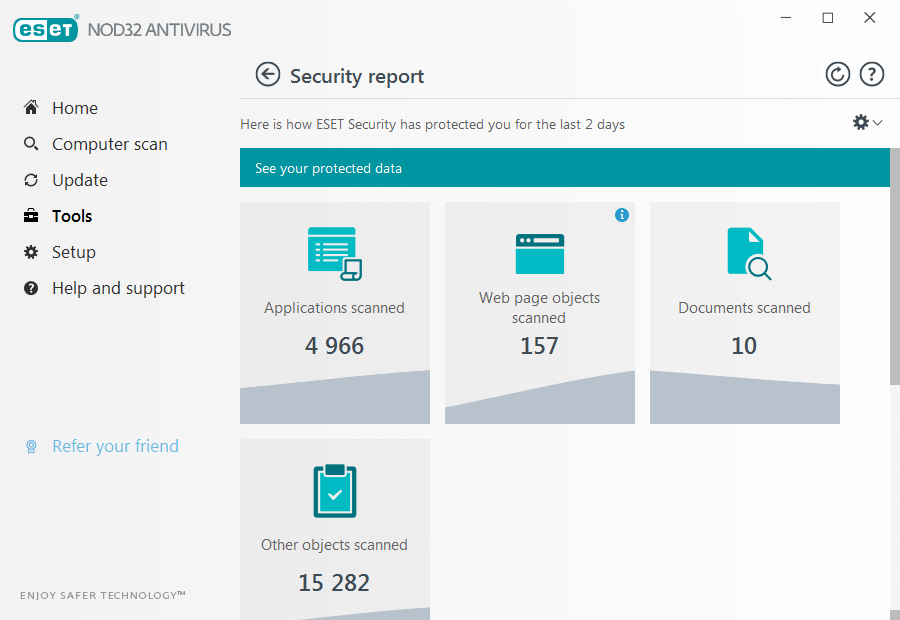 eseT® NOD32 ANTIVIRUS
Security report
?
Home
Computer scan
Update
Tools
Setup
Help and support
Refer your friend
ENJOY SAFER TECHNOLOGY™
Here is how ESET Security has protected you for the last 2 days
See your protected data
Applications scanned
4 966
i
Web page objects
scanned
157
Documents scanned
10
Other objects scanned
15 282